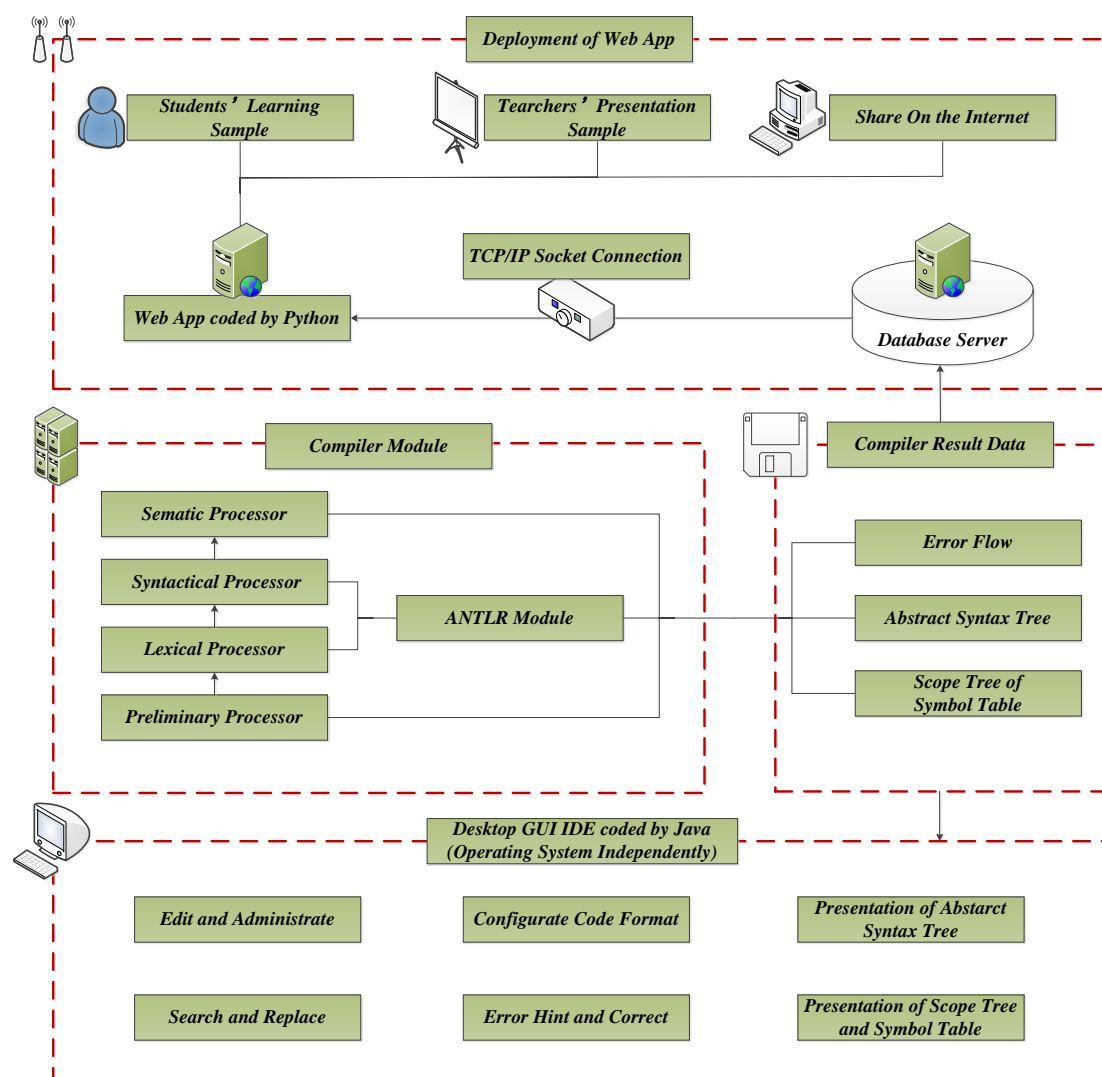 Deployment of Web App
Students’ Learning
Sample
Tearchers’ Presentation
Sample
Share On the Internet
TCP/IP Socket Connection
Web App coded by Python
Database Server
Compiler Module
Compiler Result Data
Sematic Processor
Syntactical Processor
Lexical Processor
Preliminary Processor
ANTLR Module
Error Flow
Abstract Syntax Tree
Scope Tree of
Symbol Table
Desktop GUI IDE coded by Java
(Operating System Independently)
Edit and Administrate
Configurate Code Format
Presentation of Abstarct
Syntax Tree
Search and Replace
Error Hint and Correct
Presentation of Scope Tree
and Symbol Table